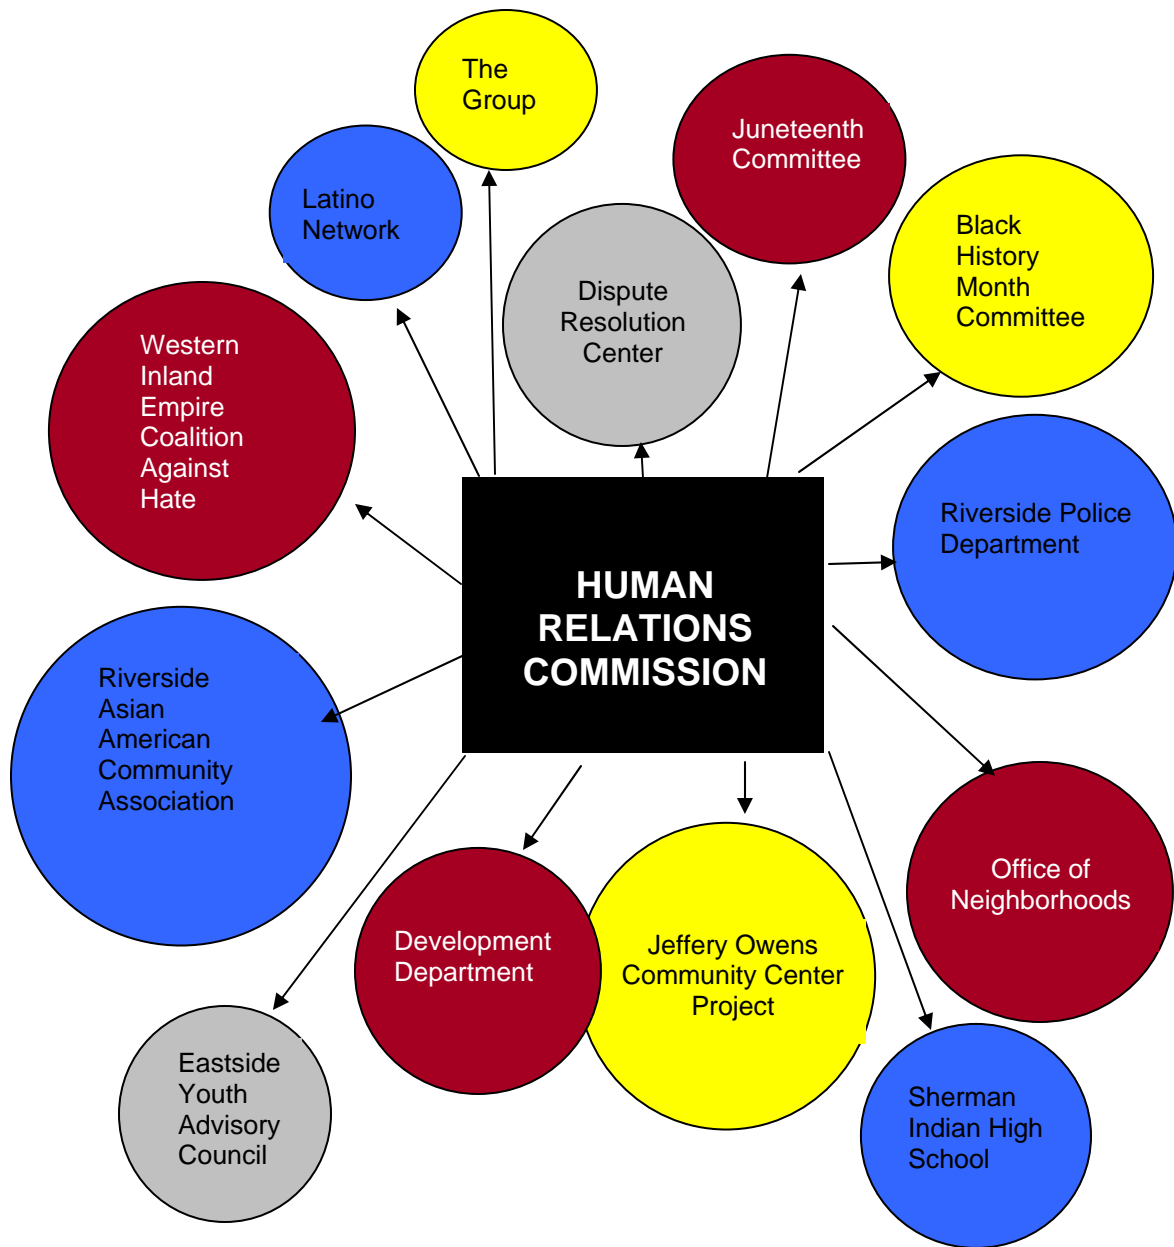 The
Group
Juneteenth
Committee
Latino
Network
Black
History
Month
Committee
Dispute
Resolution
Center
Western
Inland
Empire
Coalition
Against
Hate
Riverside Police
Department
HUMAN
RELATIONS
COMMISSION
Riverside
Asian
American
Community
Association
Office of
Neighborhoods
Development
Department
Jeffery Owens
Community Center
Project
Eastside
Youth
Advisory
Council
Sherman
Indian High
School